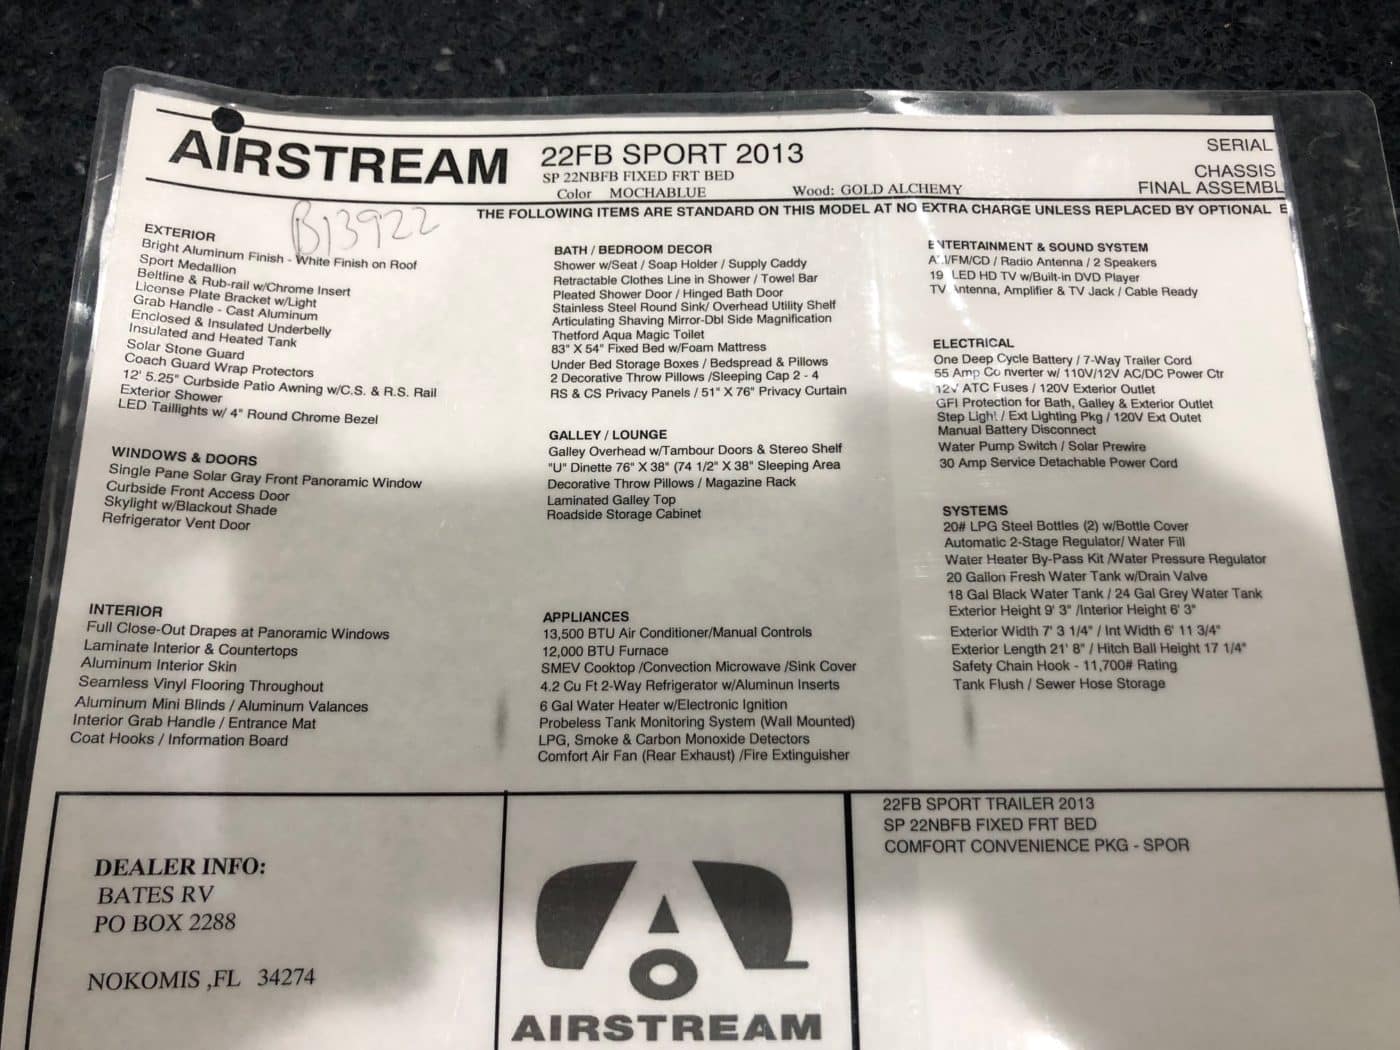 AIRSTREAM
22FB SPORT 2013
SP 22NBFB FIXED FRT BED
Color MOCHABLUE Wood: GOLD ALCHEMY
SERIAL
CHASSIS
FINAL ASSEMBL
B13922
THE FOLLOWING ITEMS ARE STANDARD ON THIS MODEL AT NO EXTRA CHARGE UNLESS REPLACED BY OPTIONAL E
EXTERIOR
Bright Aluminum Finish - White Finish on Roof
Sport Medallion
Beltline & Rub-rail w/Chrome Insert
License Plate Bracket w/Light
Grab Handle - Cast Aluminum
Enclosed & Insulated Underbelly
Insulated and Heated Tank
Solar Stone Guard
Coach Guard Wrap Protectors
12' 5.25" Curbside Patio Awning w/C.S. & R.S. Rail
Exterior Shower
LED Taillights w/ 4" Round Chrome Bezel
WINDOWS & DOORS
Single Pane Solar Gray Front Panoramic Window
Curbside Front Access Door
Skylight w/Blackout Shade
Refrigerator Vent Door
INTERIOR
Full Close-Out Drapes at Panoramic Windows
Laminate Interior & Countertops
Aluminum Interior Skin
Seamless Vinyl Flooring Throughout
Aluminum Mini Blinds / Aluminum Valances
Interior Grab Handle / Entrance Mat
Coat Hooks / Information Board
BATH / BEDROOM DECOR
Shower w/Seat / Soap Holder / Supply Caddy
Retractable Clothes Line in Shower / Towel Bar
Pleated Shower Door / Hinged Bath Door
Stainless Steel Round Sink/ Overhead Utility Shelf
Articulating Shaving Mirror-Dbl Side Magnification
Thetford Aqua Magic Toilet
83" X 54" Fixed Bed w/Foam Mattress
Under Bed Storage Boxes / Bedspread & Pillows
2 Decorative Throw Pillows /Sleeping Cap 2 - 4
RS & CS Privacy Panels / 51" X 76" Privacy Curtain
GALLEY / LOUNGE
Galley Overhead w/Tambour Doors & Stereo Shelf
"U" Dinette 76" X 38" (74 1/2" X 38" Sleeping Area
Decorative Throw Pillows / Magazine Rack
Laminated Galley Top
Roadside Storage Cabinet
APPLIANCES
13,500 BTU Air Conditioner/Manual Controls
12,000 BTU Furnace
SMEV Cooktop /Convection Microwave /Sink Cover
4.2 Cu Ft 2-Way Refrigerator w/Aluminun Inserts
6 Gal Water Heater w/Electronic Ignition
Probeless Tank Monitoring System (Wall Mounted)
LPG, Smoke & Carbon Monoxide Detectors
Comfort Air Fan (Rear Exhaust) /Fire Extinguisher
ENTERTAINMENT & SOUND SYSTEM
AM/FM/CD / Radio Antenna / 2 Speakers
19" LED HD TV w/Built-in DVD Player
TV Antenna, Amplifier & TV Jack / Cable Ready
ELECTRICAL
One Deep Cycle Battery / 7-Way Trailer Cord
55 Amp Converter w/ 110V/12V AC/DC Power Ctr
12V ATC Fuses / 120V Exterior Outlet
GFI Protection for Bath, Galley & Exterior Outlet
Step Light / Ext Lighting Pkg / 120V Ext Outet
Manual Battery Disconnect
Water Pump Switch / Solar Prewire
30 Amp Service Detachable Power Cord
SYSTEMS
20# LPG Steel Bottles (2) w/Bottle Cover
Automatic 2-Stage Regulator/ Water Fill
Water Heater By-Pass Kit /Water Pressure Regulator
20 Gallon Fresh Water Tank w/Drain Valve
18 Gal Black Water Tank / 24 Gal Grey Water Tank
Exterior Height 9' 3" /Interior Height 6' 3"
Exterior Width 7' 3 1/4" / Int Width 6' 11 3/4"
Exterior Length 21' 8" / Hitch Ball Height 17 1/4"
Safety Chain Hook - 11,700# Rating
Tank Flush / Sewer Hose Storage
DEALER INFO:
BATES RV
PO BOX 2288
NOKOMIS ,FL 34274
AIRSTREAM
22FB SPORT TRAILER 2013
SP 22NBFB FIXED FRT BED
COMFORT CONVENIENCE PKG - SPOR